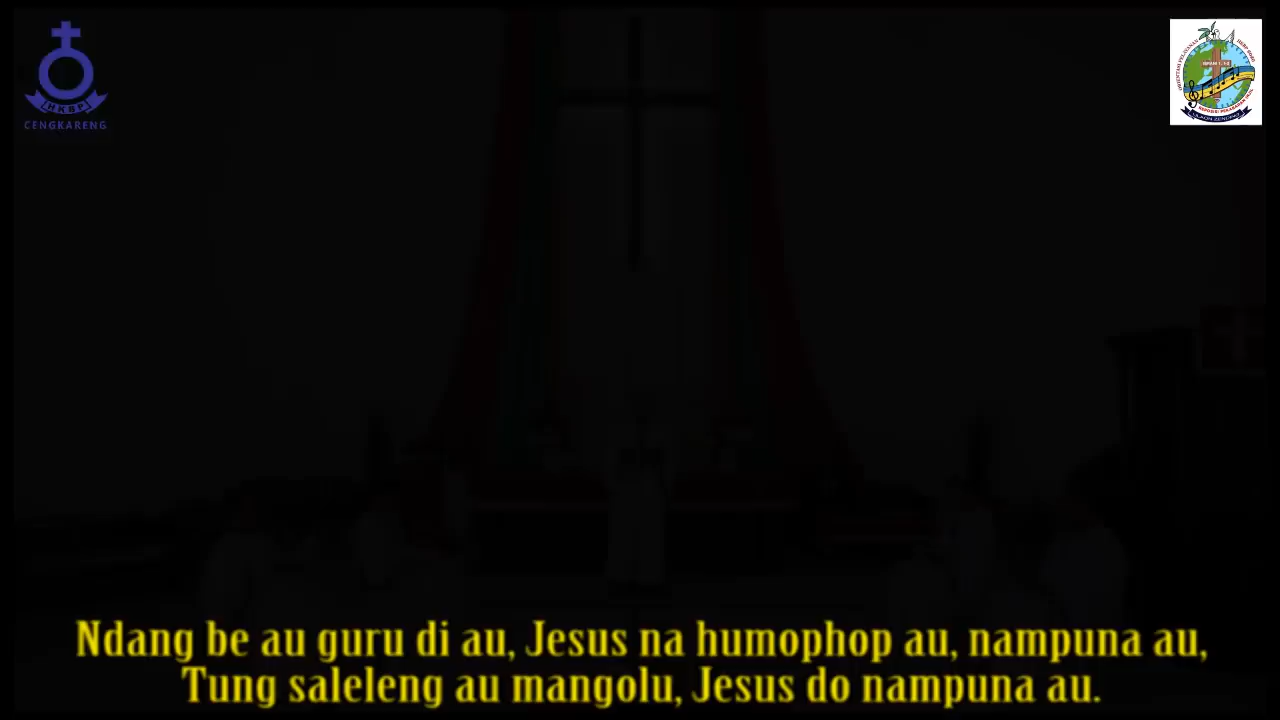 HKBP
CENGKARENG
Ndang be au guru di au, Jesus na humophop au, nampuna au,
Tung saleleng au mangolu, Jesus do nampuna au.